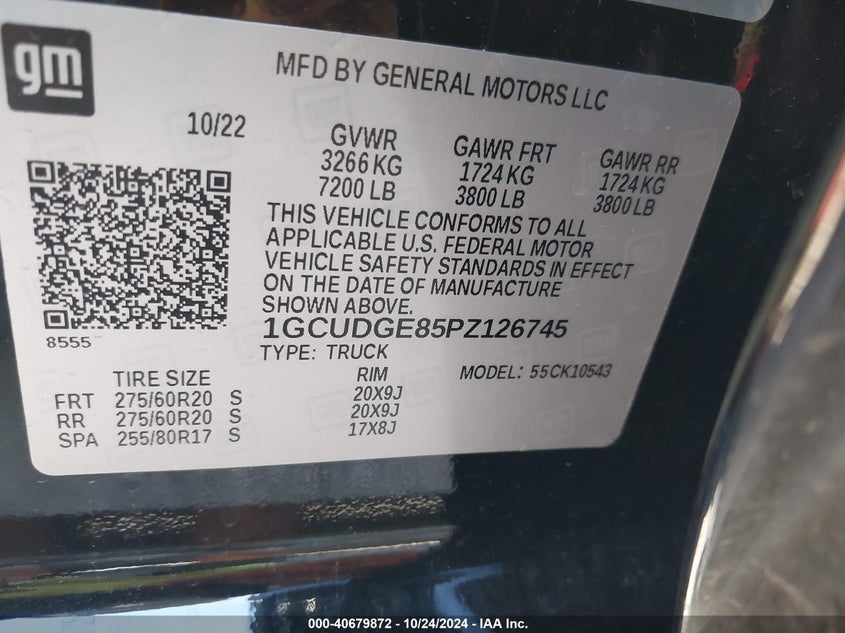 gm
MFD BY GENERAL MOTORS LLC
10/22
GVWR
3266 KG
7200 LB
GAWR FRT
1724 KG
3800 LB
GAWR RR
1724 KG
3800 LB
THIS VEHICLE CONFORMS TO ALL
APPLICABLE U.S. FEDERAL MOTOR
VEHICLE SAFETY STANDARDS IN EFFECT
ON THE DATE OF MANUFACTURE
SHOWN ABOVE.
8555
1GCUDGE85PZ126745
TYPE: TRUCK
TIRE SIZE RIM MODEL: 55CK10543
FRT 275/60R20 S 20X9J
RR 275/60R20 S 20X9J
SPA 255/80R17 S 17X8J
000-40679872 - 10/24/2024 - IAA Inc.